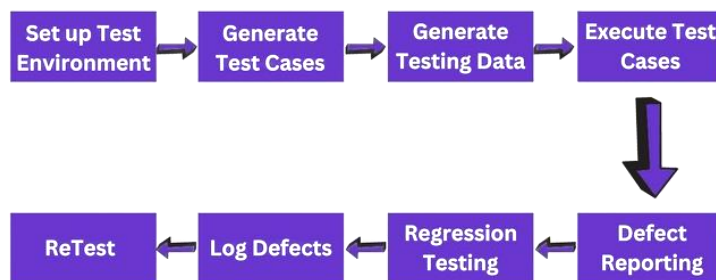 Set up Test
Environment
Generate
Test Cases
Generate
Testing Data
Execute Test
Cases
Defect
Reporting
Regression
Testing
Log Defects
ReTest